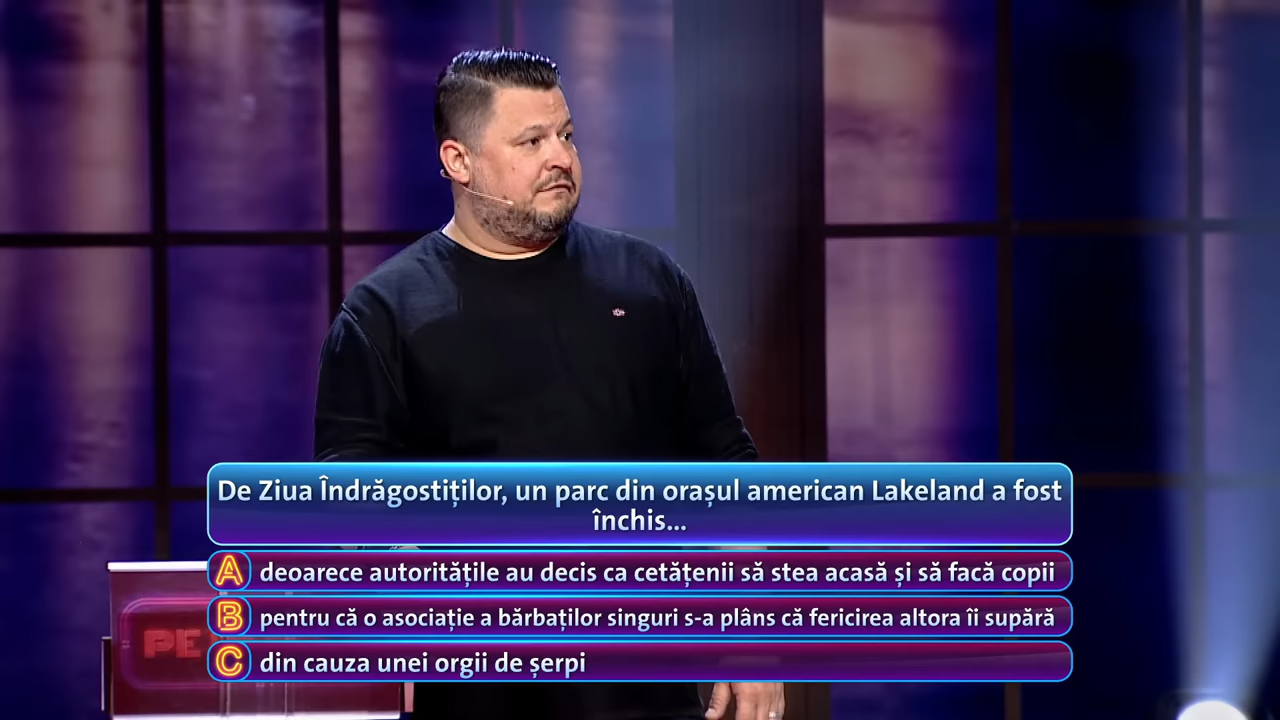 De Ziua Îndrăgostiților, un parc din orașul american Lakeland a fost
închis...
A deoarece autoritățile au decis ca cetățenii să stea acasă și să facă copii
B pentru că o asociație a bărbaților singuri s-a plâns că fericirea altora îi supără
C din cauza unei orgii de șerpi
PE